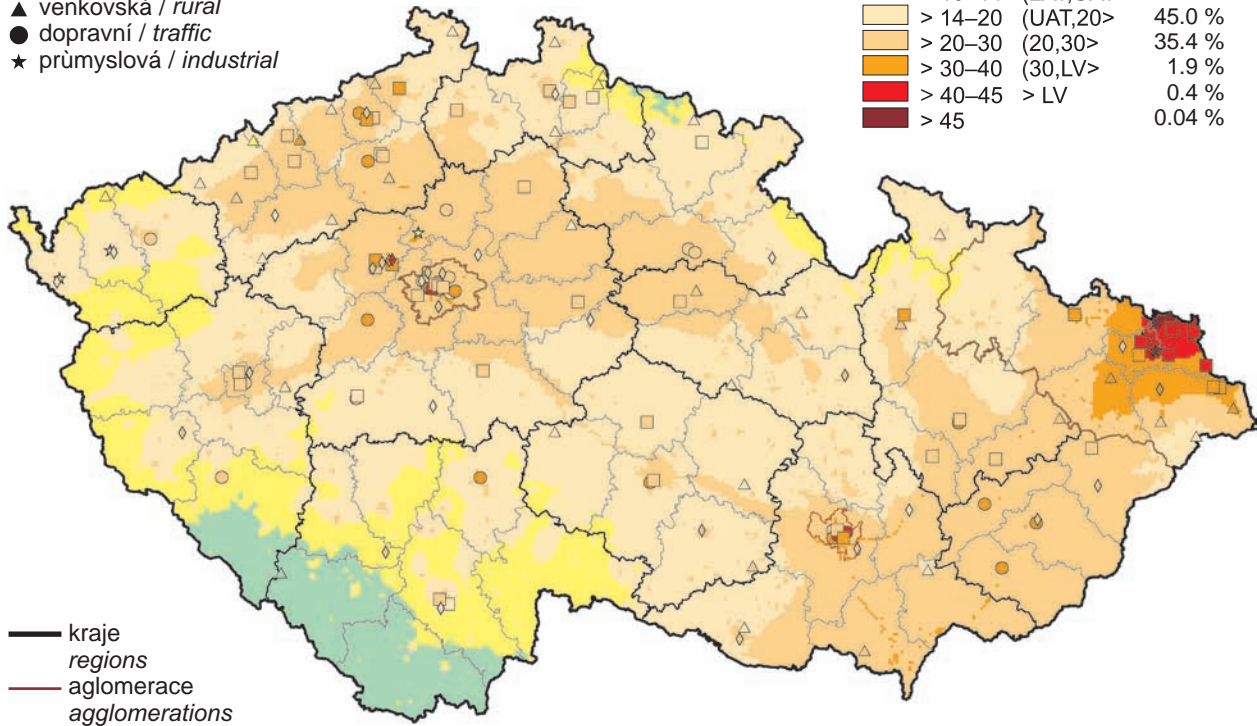 ▲ venkovská / rural
● dopravní / traffic
★ průmyslová / industrial
> 14–20 (UAT,20> 45.0 %
> 20–30 (20,30> 35.4 %
> 30–40 (30,LV> 1.9 %
> 40–45 > LV 0.4 %
> 45 0.04 %
kraje
regions
aglomerace
agglomerations